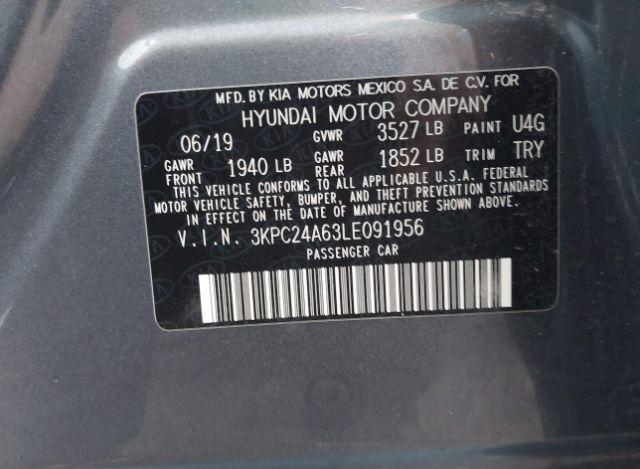 MFD. BY KIA MOTORS MEXICO S.A. DE C.V. FOR
HYUNDAI MOTOR COMPANY
06/19 GVWR 3527 LB PAINT U4G
GAWR FRONT 1940 LB GAWR REAR 1852 LB TRIM TRY
THIS VEHICLE CONFORMS TO ALL APPLICABLE U.S.A. FEDERAL
MOTOR VEHICLE SAFETY, BUMPER, AND THEFT PREVENTION STANDARDS
IN EFFECT ON THE DATE OF MANUFACTURE SHOWN ABOVE.
V.I.N. 3KPC24A63LE091956
PASSENGER CAR